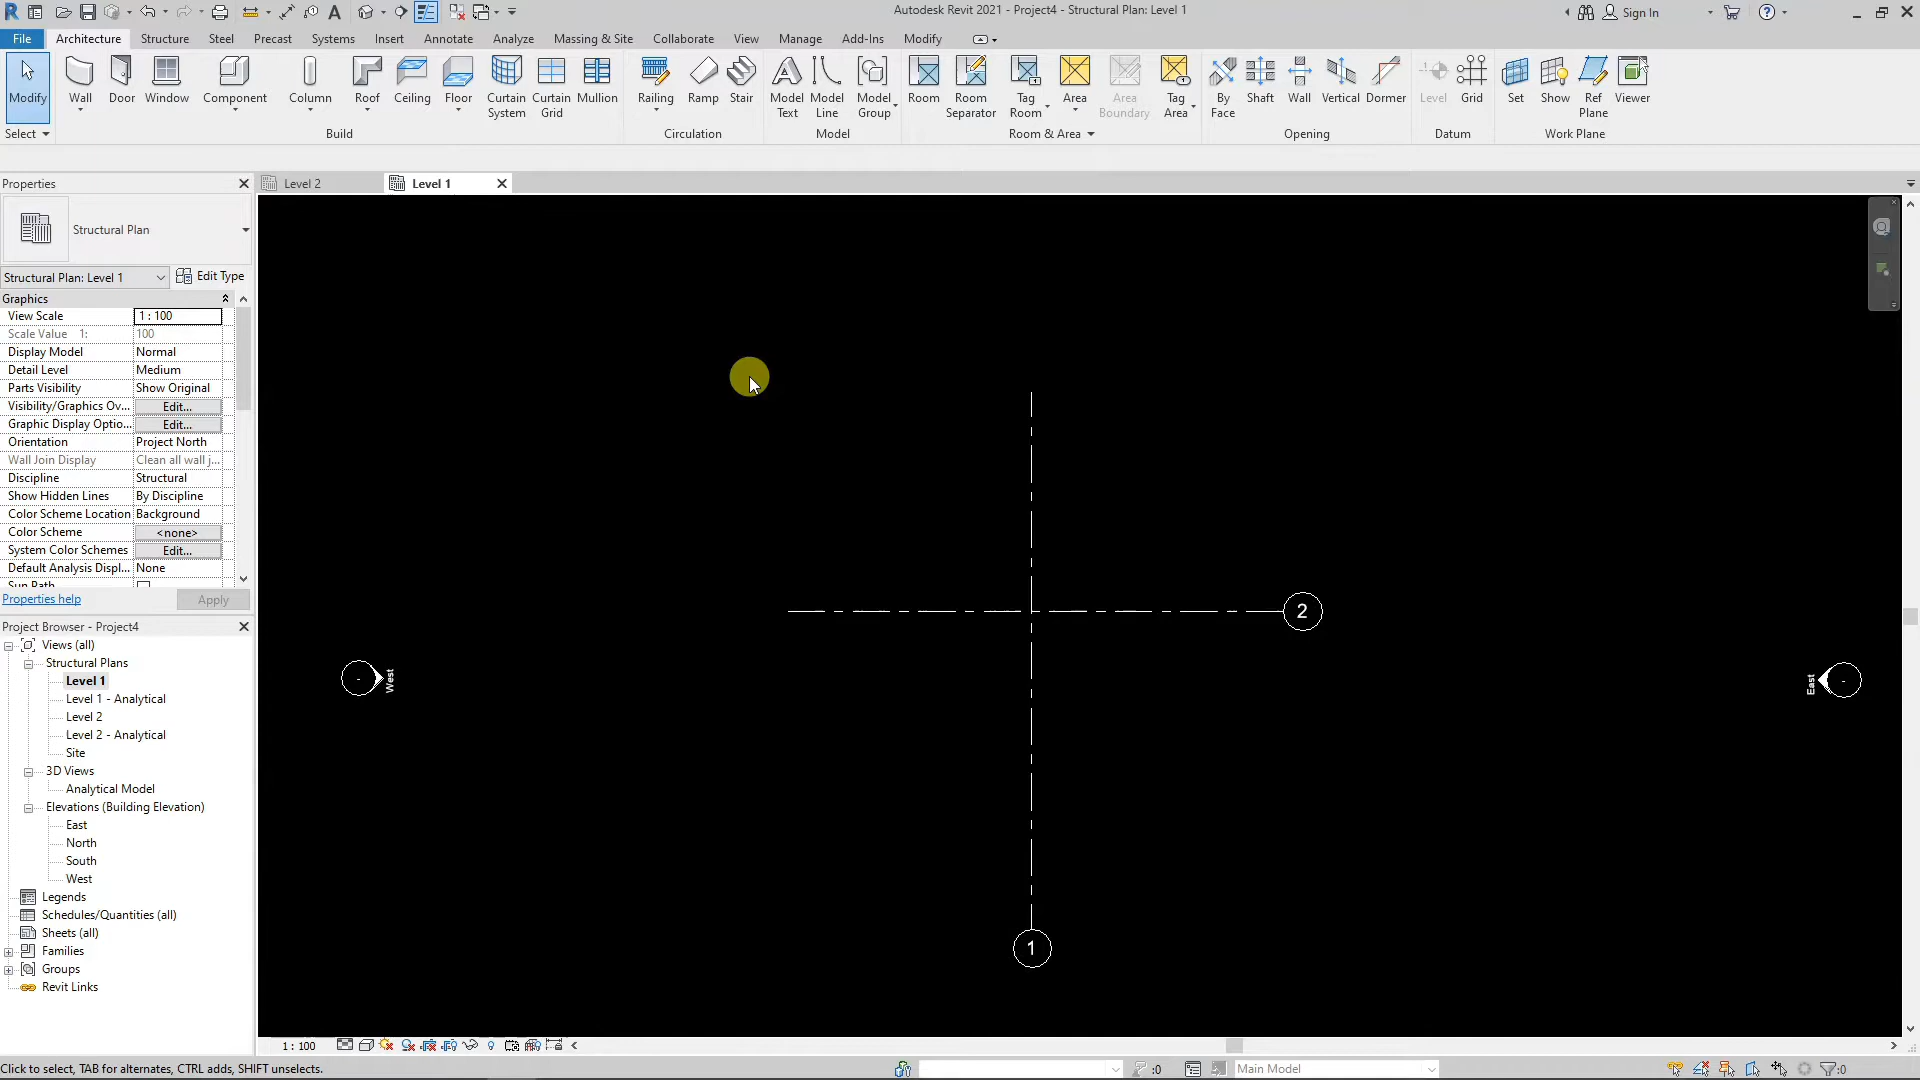 Autodesk Revit 2021 - Project4 - Structural Plan: Level 1
Sign In
File Architecture Structure Steel Precast Systems Insert Annotate Analyze Massing & Site Collaborate View Manage Add-Ins Modify
Modify Wall Door Window Component Column Roof Ceiling Floor Curtain System Curtain Grid Mullion Railing Ramp Stair Model Text Model Line Model Group Room Room Separator Tag Room Area Area Boundary Tag Area By Face Shaft Wall Vertical Dormer Level Grid Set Show Ref Plane Viewer
Select Build Circulation Model Room & Area Opening Datum Work Plane
Properties
Level 2
Level 1
Structural Plan
Structural Plan: Level 1
Edit Type
Graphics
View Scale 1 : 100
Scale Value 1: 100
Display Model Normal
Detail Level Medium
Parts Visibility Show Original
Visibility/Graphics Ov... Edit...
Graphic Display Optio... Edit...
Orientation Project North
Wall Join Display Clean all wall j...
Discipline Structural
Show Hidden Lines By Discipline
Color Scheme Location Background
Color Scheme <none>
System Color Schemes Edit...
Default Analysis Displ... None
Sun Path
Properties help
Apply
Project Browser - Project4
Views (all)
Structural Plans
Level 1
Level 1 - Analytical
Level 2
Level 2 - Analytical
Site
3D Views
Analytical Model
Elevations (Building Elevation)
East
North
South
West
Legends
Schedules/Quantities (all)
Sheets (all)
Families
Groups
Revit Links
2
- West
East -
1
1 : 100
Click to select, TAB for alternates, CTRL adds, SHIFT unselects.
:0
Main Model
:0